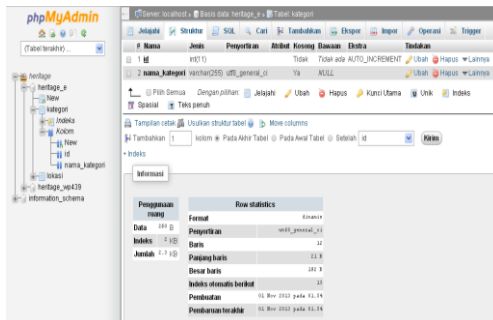 phpMyAdmin
(Tabel terakhir) ...
heritage
heritage_e
New
kategori
Indeks
Kolom
New
id
nama_kategori
lokasi
heritage_wp439
information_schema
Server: localhost » Basis data: heritage_e » Tabel: kategori
Jelajahi Struktur SQL Cari Tambahkan Ekspor Impor Operasi Trigger
# Nama Jenis Penyortiran Atribut Kosong Bawaan Ekstra Tindakan
1 id int(11) Tidak Tidak ada AUTO_INCREMENT Ubah Hapus Lainnya
2 nama_kategori varchar(255) utf8_general_ci Ya NULL Ubah Hapus Lainnya
Pilih Semua Dengan pilihan: Jelajahi Ubah Hapus Kunci Utama Unik Indeks
Spasial Teks penuh
Tampilan cetak Usulkan struktur tabel Move columns
Tambahkan 1 kolom Pada Akhir Tabel Pada Awal Tabel Setelah id Kirim
+ Indeks
Informasi
Penggunaan ruang
Data B
Indeks 2 KB
Jumlah KB
Row statistics
Format dinamis
Penyortiran utf8_general_ci
Baris
Panjang baris
Besar baris
Indeks otomatis berikut
Pembuatan
Pembaruan terakhir